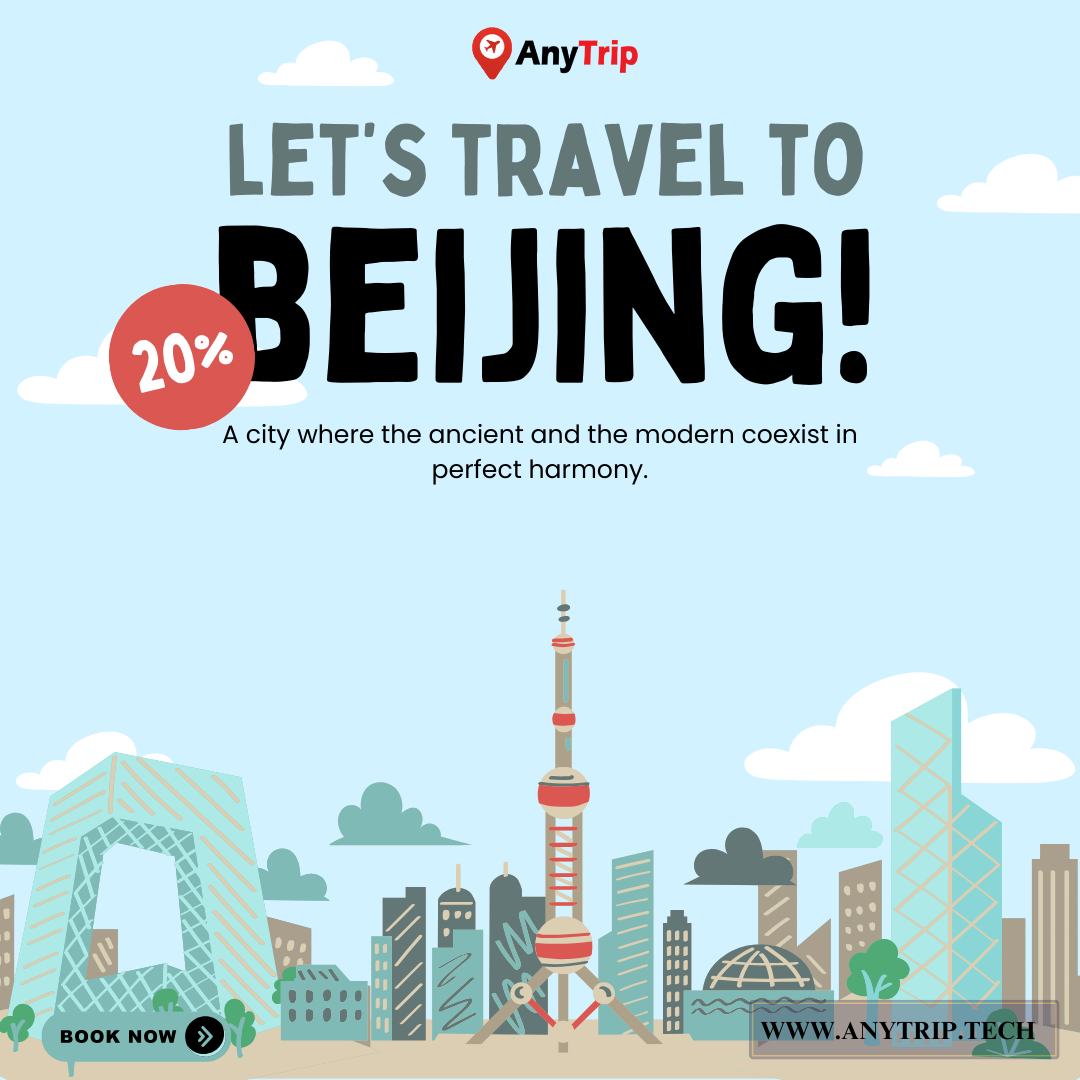 AnyTrip
LET'S TRAVEL TO
BEIJING!
20%
A city where the ancient and the modern coexist in
perfect harmony.
BOOK NOW
WWW.ANYTRIP.TECH